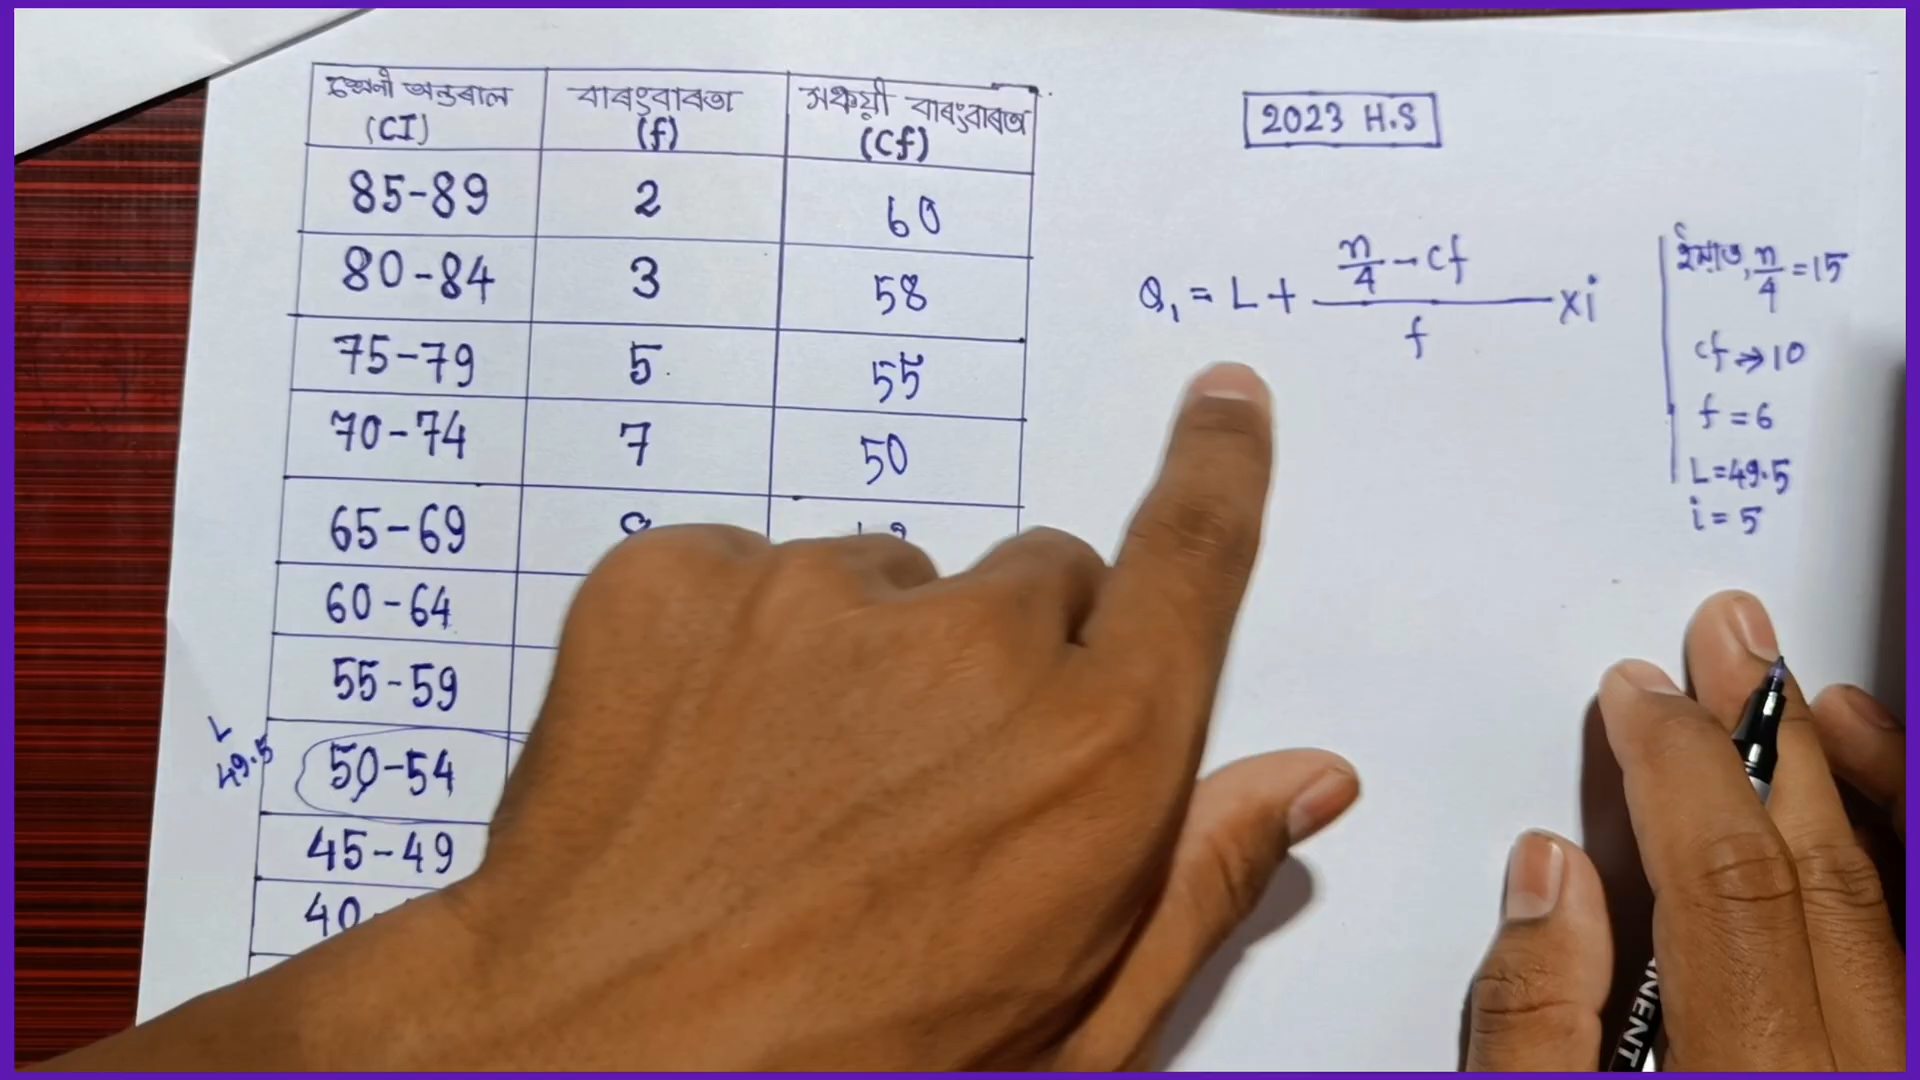 শ্ৰেণী অন্তৰাল বাৰংবাৰতা সঞ্চয়ী বাৰংবাৰতা
(CI) (f) (Cf)
85-89 2 60
80-84 3 58
75-79 5 55
70-74 7 50
65-69
60-64
55-59
L
49.5
50-54
45-49
40
2023 H.S
Q₁ = L + (n/4 - cf)/f × i
ইয়াত, n/4 = 15
cf → 10
f = 6
L = 49.5
i = 5